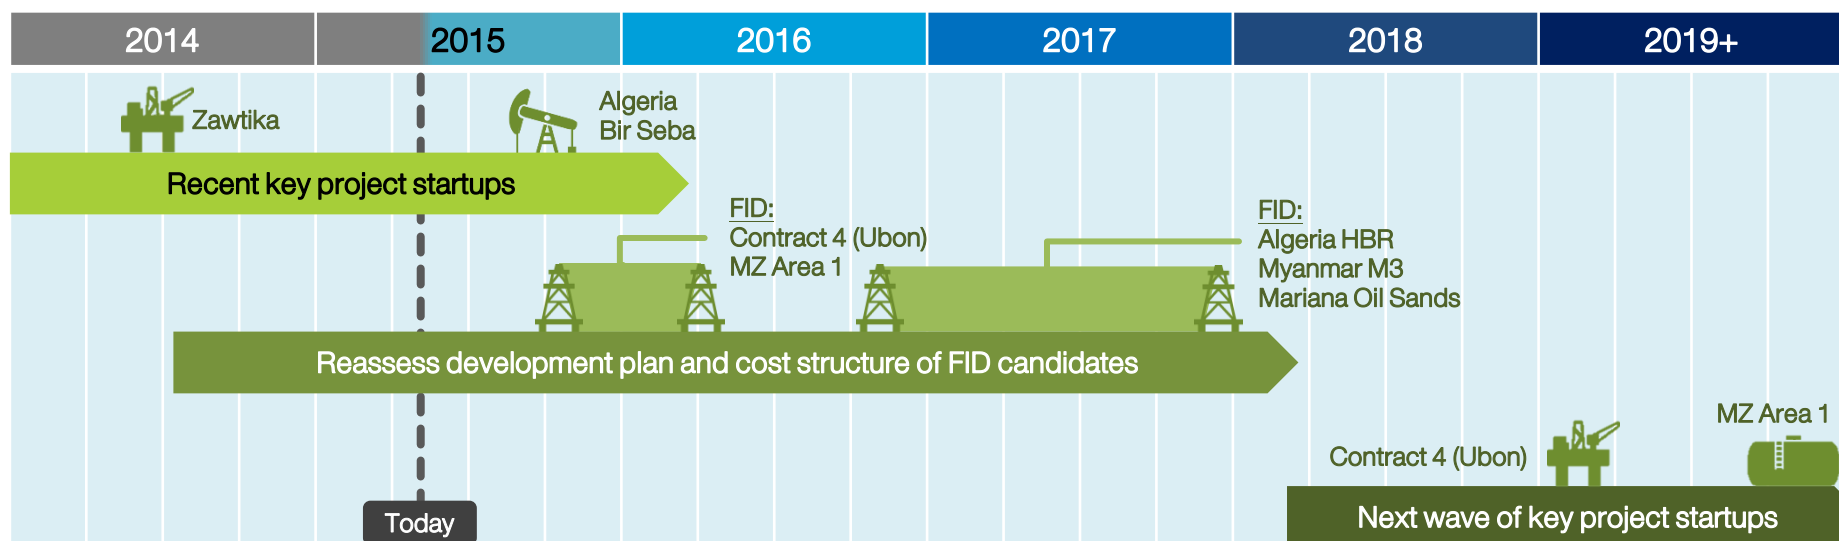 2014
2015
2016
2017
2018
2019+
Zawtika
Algeria
Bir Seba
Recent key project startups
FID:
Contract 4 (Ubon)
MZ Area 1
FID:
Algeria HBR
Myanmar M3
Mariana Oil Sands
Reassess development plan and cost structure of FID candidates
MZ Area 1
Contract 4 (Ubon)
Next wave of key project startups
Today